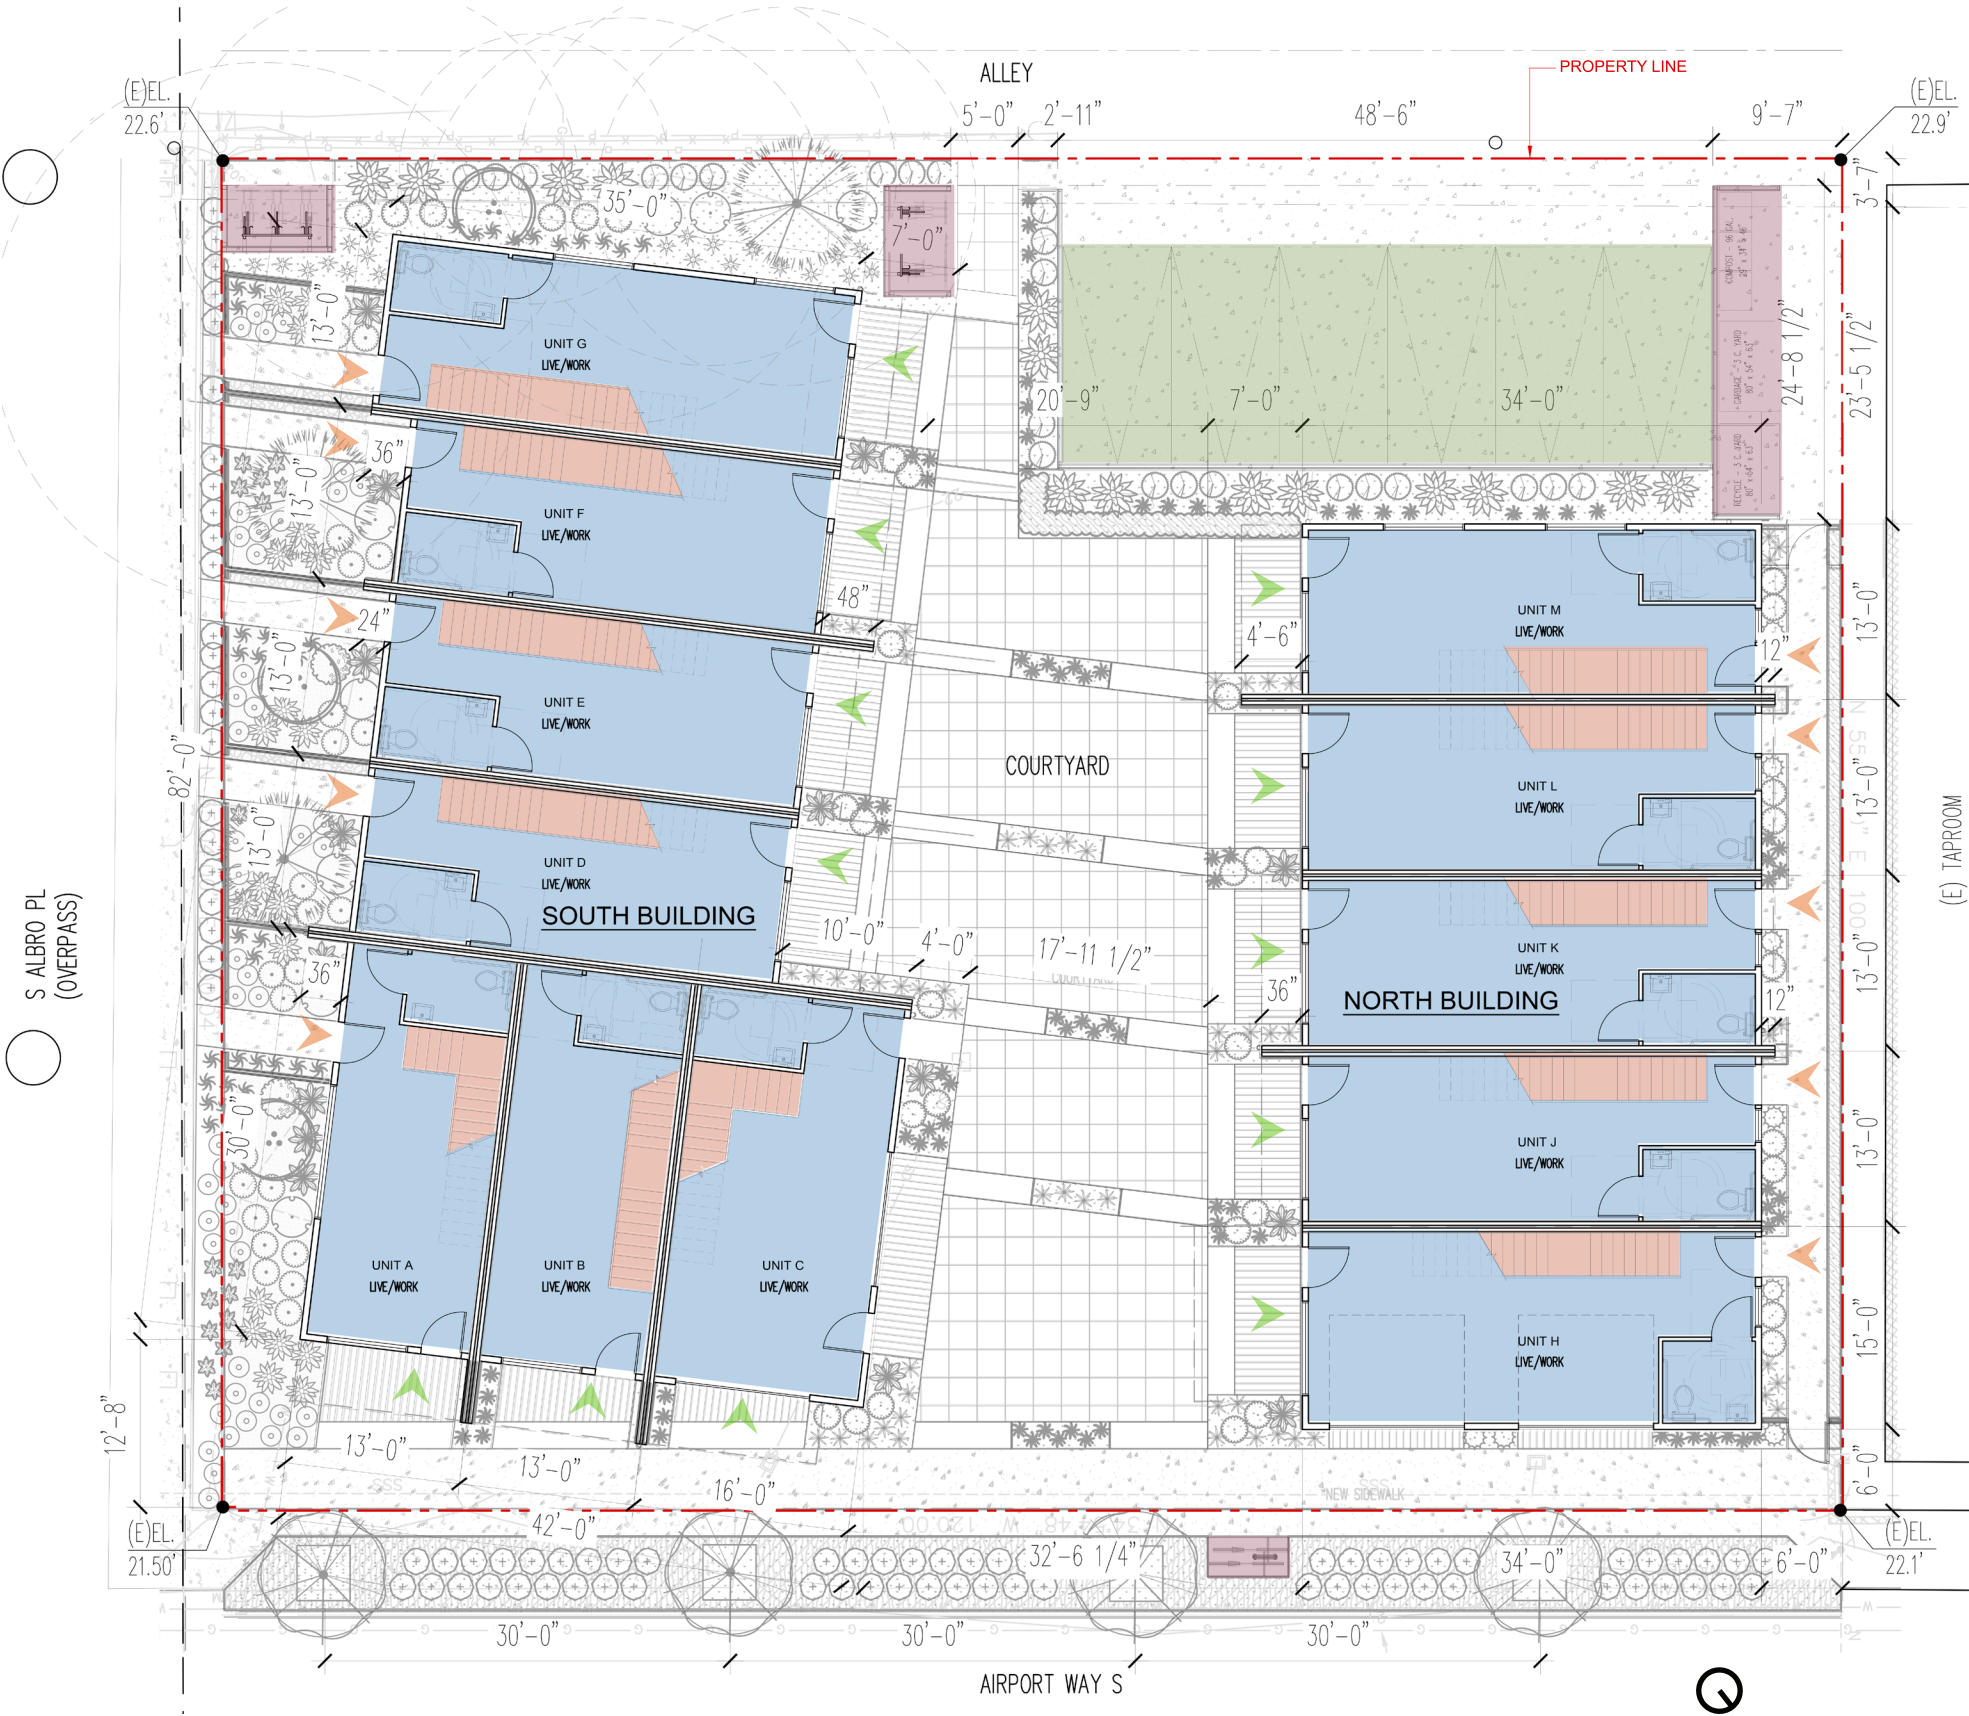 ALLEY
PROPERTY LINE
(E)EL.
22.6'
(E)EL.
22.9'
5'-0"
2'-11"
48'-6"
9'-7"
3'-7"
35'-0"
7'-0"
13'-0"
COMPOST - 96 GAL.
UNIT G
LIVE/WORK
20'-9"
7'-0"
34'-0"
24'-8 1/2"
23'-5 1/2"
36"
13'-0"
UNIT F
LIVE/WORK
48"
24"
13'-0"
UNIT M
LIVE/WORK
4'-6"
12"
13'-0"
UNIT E
LIVE/WORK
COURTYARD
82'-0"
UNIT L
LIVE/WORK
13'-0"
13'-0"
UNIT D
LIVE/WORK
SOUTH BUILDING
(E) TAPROOM
S ALBRO PL
(OVERPASS)
10'-0"
4'-0"
17'-11 1/2"
COURTYARD
UNIT K
LIVE/WORK
13'-0"
36"
36"
NORTH BUILDING
12"
30'-0"
UNIT J
LIVE/WORK
13'-0"
UNIT A
LIVE/WORK
UNIT B
LIVE/WORK
UNIT C
LIVE/WORK
UNIT H
LIVE/WORK
15'-0"
12'-8"
13'-0"
13'-0"
16'-0"
NEW SIDEWALK
6'-0"
42'-0"
(E)EL.
21.50'
(E)EL.
22.1'
32'-6 1/4"
34'-0"
6'-0"
30'-0"
30'-0"
30'-0"
AIRPORT WAY S